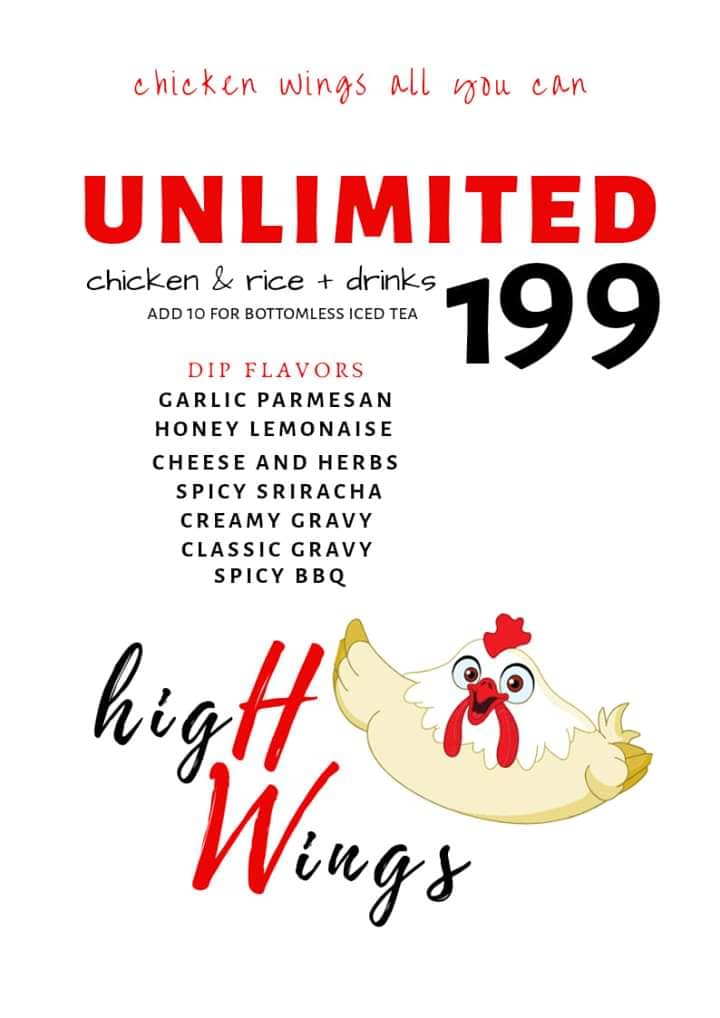 chicken wings all you can
UNLIMITED
chicken & rice + drinks
199
ADD 10 FOR BOTTOMLESS ICED TEA
DIP FLAVORS
GARLIC PARMESAN
HONEY LEMONAISE
CHEESE AND HERBS
SPICY SRIRACHA
CREAMY GRAVY
CLASSIC GRAVY
SPICY BBQ
higH
Wings